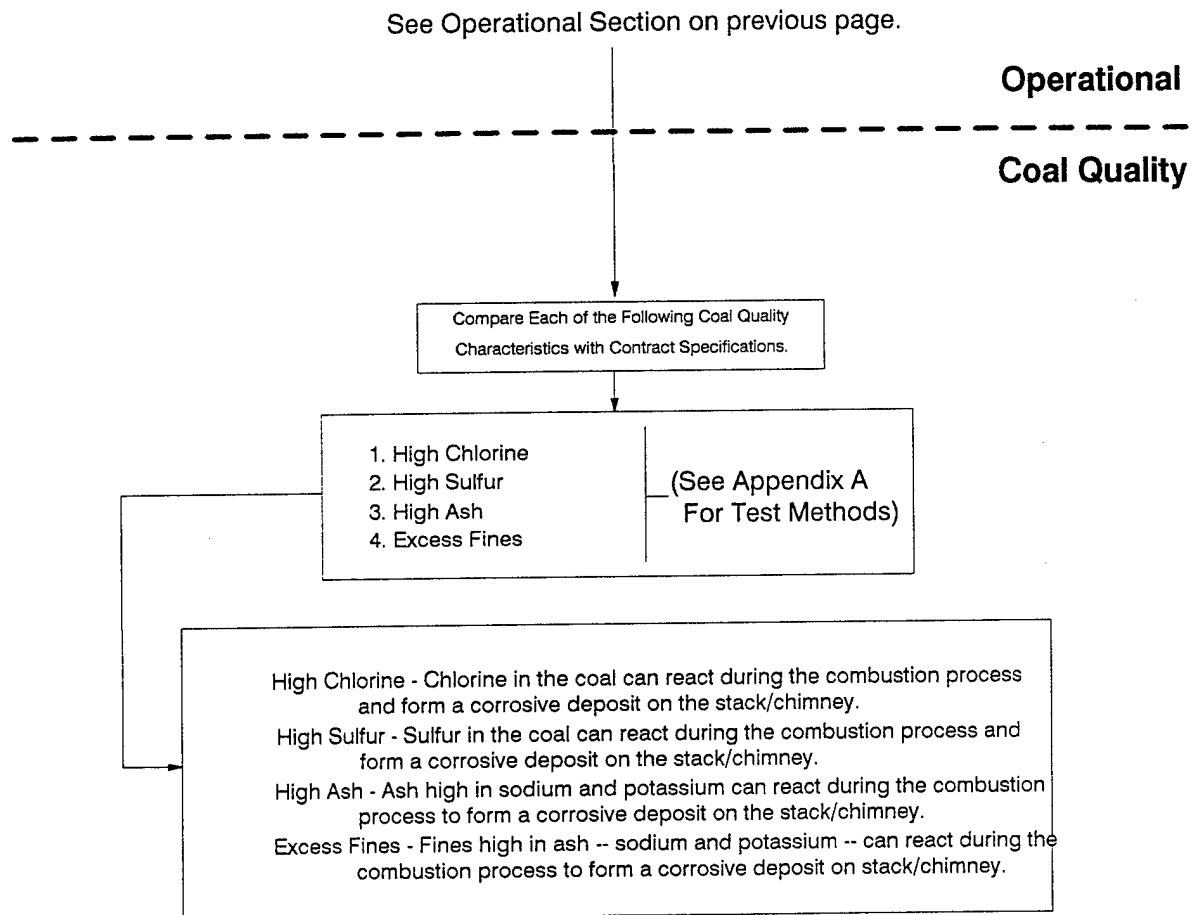 See Operational Section on previous page.
Operational
Coal Quality
Compare Each of the Following Coal Quality
Characteristics with Contract Specifications.
1. High Chlorine
2. High Sulfur
3. High Ash
4. Excess Fines
(See Appendix A
For Test Methods)
High Chlorine - Chlorine in the coal can react during the combustion process
and form a corrosive deposit on the stack/chimney.
High Sulfur - Sulfur in the coal can react during the combustion process and
form a corrosive deposit on the stack/chimney.
High Ash - Ash high in sodium and potassium can react during the combustion
process to form a corrosive deposit on the stack/chimney.
Excess Fines - Fines high in ash -- sodium and potassium -- can react during the
combustion process to form a corrosive deposit on stack/chimney.